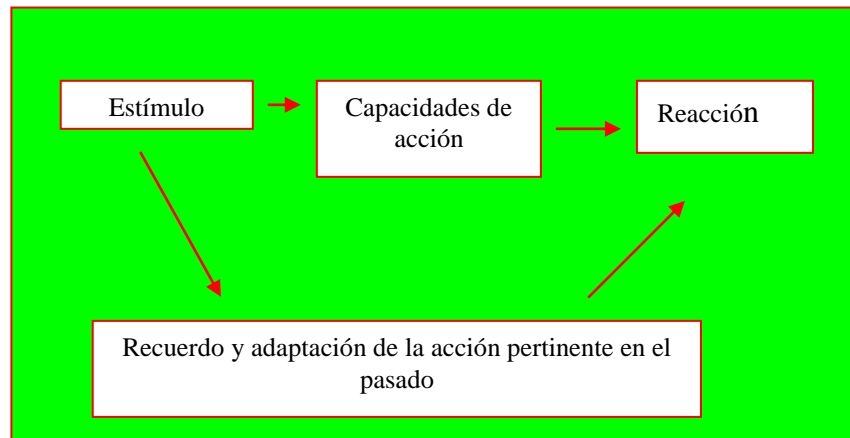 Estímulo
Capacidades de
acción
Reacción
Recuerdo y adaptación de la acción pertinente en el
pasado